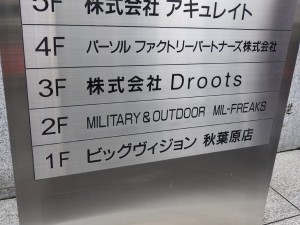 5F 株式会社 アキュレイト
4F パーソル ファクトリーパートナーズ株式会社
3F 株式会社 Droots
2F MILITARY & OUTDOOR MIL-FREAKS
1F ビッグヴィジョン 秋葉原店